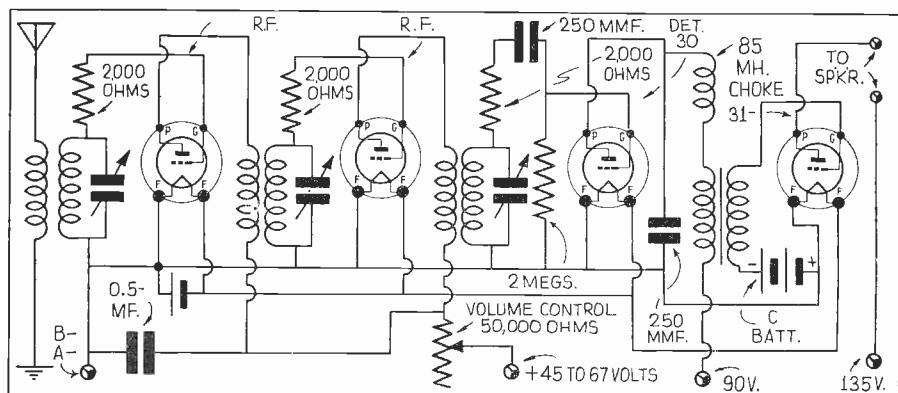 R.F.
R.F.
250 MMF.
DET.
30
2,000
OHMS
2,000
OHMS
2,000
OHMS
85
MH.
CHOKE
31-
TO
SPKR.
P G
P G
P G
P G
F F
F F
F F
F F
- +
0.5-
MF.
2 MEGS.
VOLUME CONTROL
50,000 OHMS
250
MMF.
C
BATT.
B-
A-
+45 TO 67 VOLTS
90V.
135V.